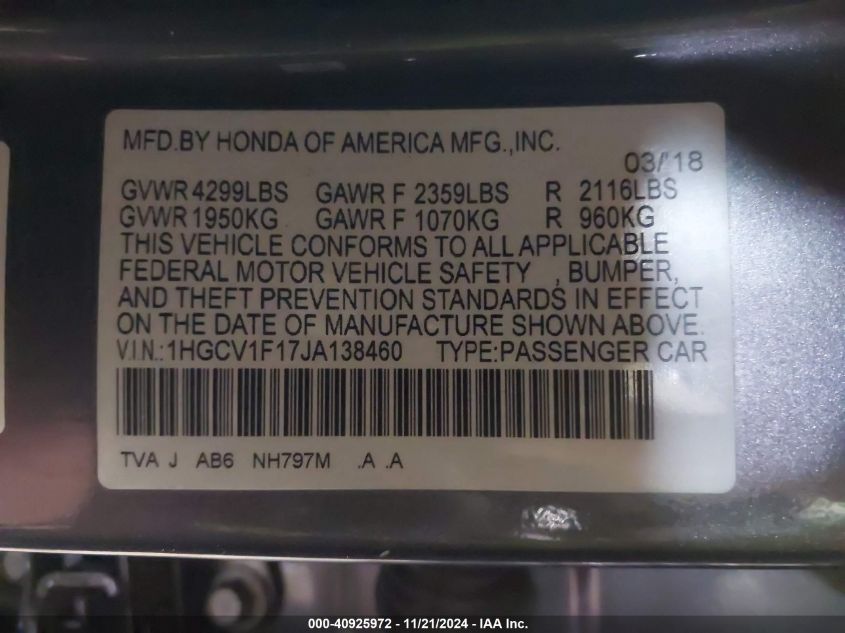 MFD.BY HONDA OF AMERICA MFG.,INC.
03/18
GVWR 4299LBS GAWR F 2359LBS R 2116LBS
GVWR 1950KG GAWR F 1070KG R 960KG
THIS VEHICLE CONFORMS TO ALL APPLICABLE
FEDERAL MOTOR VEHICLE SAFETY , BUMPER,
AND THEFT PREVENTION STANDARDS IN EFFECT
ON THE DATE OF MANUFACTURE SHOWN ABOVE.
V.I.N.:1HGCV1F17JA138460 TYPE:PASSENGER CAR
TVA J AB6 NH797M .A .A
000-40925972 - 11/21/2024 - IAA Inc.